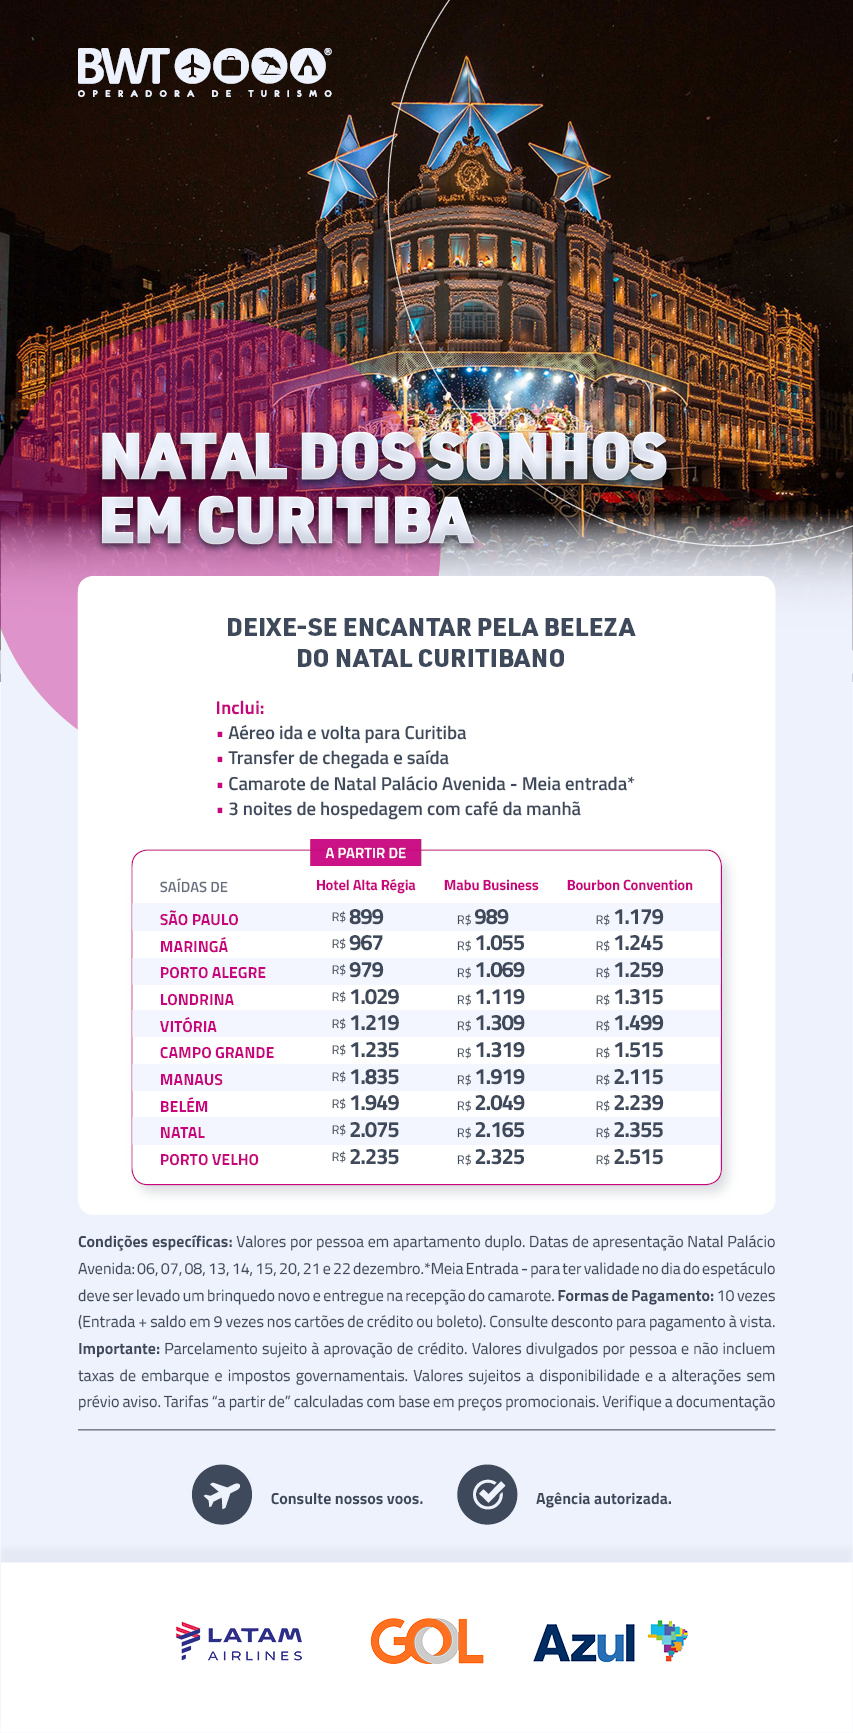 BWT ®
OPERADORA DE TURISMO
NATAL DOS SONHOS
EM CURITIBA
DEIXE-SE ENCANTAR PELA BELEZA
DO NATAL CURITIBANO
Inclui:
▪ Aéreo ida e volta para Curitiba
▪ Transfer de chegada e saída
▪ Camarote de Natal Palácio Avenida - Meia entrada*
▪ 3 noites de hospedagem com café da manhã
A PARTIR DE
SAÍDAS DE Hotel Alta Régia Mabu Business Bourbon Convention
SÃO PAULO R$ 899 R$ 989 R$ 1.179
MARINGÁ R$ 967 R$ 1.055 R$ 1.245
PORTO ALEGRE R$ 979 R$ 1.069 R$ 1.259
LONDRINA R$ 1.029 R$ 1.119 R$ 1.315
VITÓRIA R$ 1.219 R$ 1.309 R$ 1.499
CAMPO GRANDE R$ 1.235 R$ 1.319 R$ 1.515
MANAUS R$ 1.835 R$ 1.919 R$ 2.115
BELÉM R$ 1.949 R$ 2.049 R$ 2.239
NATAL R$ 2.075 R$ 2.165 R$ 2.355
PORTO VELHO R$ 2.235 R$ 2.325 R$ 2.515
Condições específicas: Valores por pessoa em apartamento duplo. Datas de apresentação Natal Palácio
Avenida: 06, 07, 08, 13, 14, 15, 20, 21 e 22 dezembro.*Meia Entrada - para ter validade no dia do espetáculo
deve ser levado um brinquedo novo e entregue na recepção do camarote. Formas de Pagamento: 10 vezes
(Entrada + saldo em 9 vezes nos cartões de crédito ou boleto). Consulte desconto para pagamento à vista.
Importante: Parcelamento sujeito à aprovação de crédito. Valores divulgados por pessoa e não incluem
taxas de embarque e impostos governamentais. Valores sujeitos a disponibilidade e a alterações sem
prévio aviso. Tarifas “a partir de” calculadas com base em preços promocionais. Verifique a documentação
Consulte nossos voos. Agência autorizada.
LATAM
AIRLINES
GOL
Azul